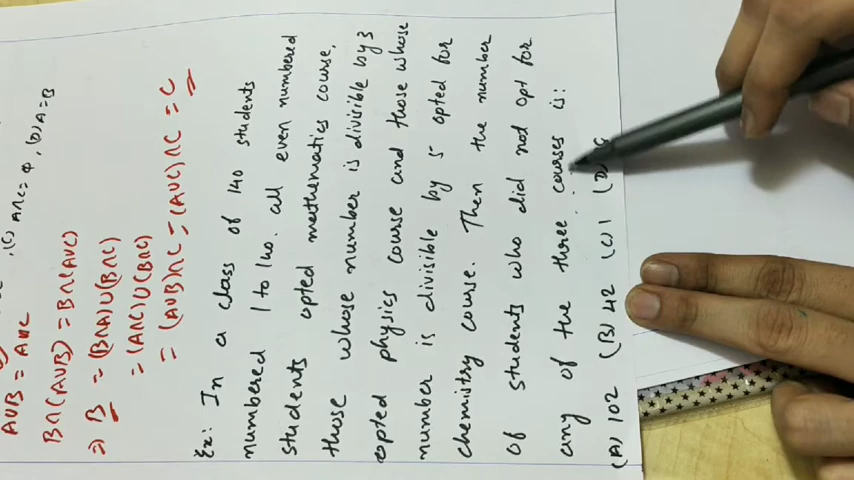 , (C) A∩C = φ, (D) A = B
A∪B = A∪C
B∩(A∪B) = B∩(A∪C)
⇒ B = (B∩A)∪(B∩C)
= (A∩C)∪(B∩C)
= (A∪B)∩C = (A∪C)∩C = C
Ex: In a class of 140 students
numbered 1 to 140. all even numbered
students opted mathematics course,
those whose number is divisible by 3
opted physics course and those whose
number is divisible by 5 opted for
chemistry course. Then the number
of students who did not opt for
any of the three courses is:
(A) 102 (B) 42 (C) 1 (D)